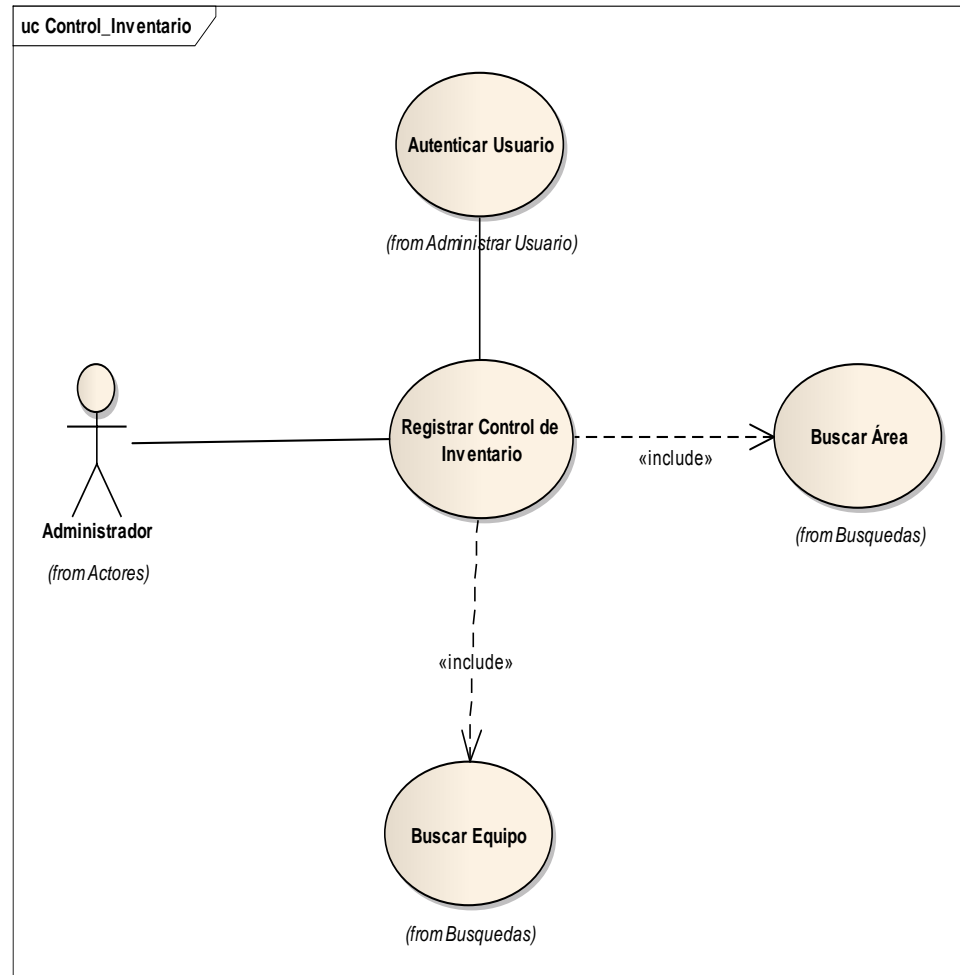 uc Control_Inventario
Autenticar Usuario
(from Administrar Usuario)
Registrar Control de
Inventario
«include»
Buscar Área
(from Busquedas)
Administrador
(from Actores)
«include»
Buscar Equipo
(from Busquedas)